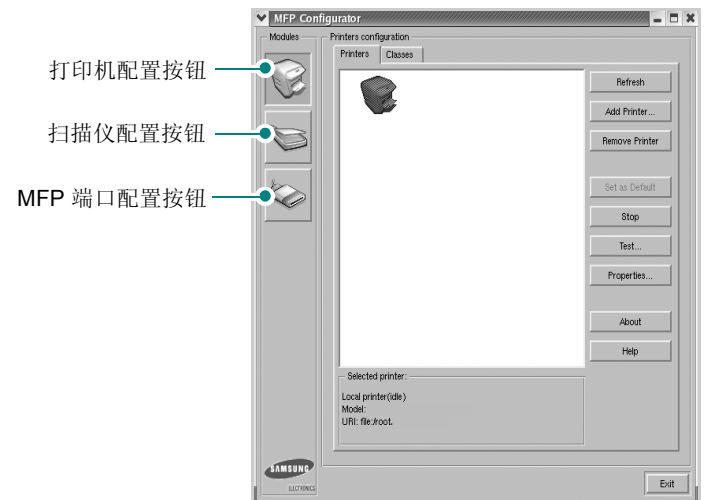 MFP Configurator
Modules
Printers configuration
Printers
Classes
打印机配置按钮
扫描仪配置按钮
MFP 端口配置按钮
Refresh
Add Printer...
Remove Printer
Set as Default
Stop
Test...
Properties...
About
Help
Selected printer:
Local printer(idle)
Model:
URI: file:/root.
SAMSUNG
ELECTRONICS
Exit